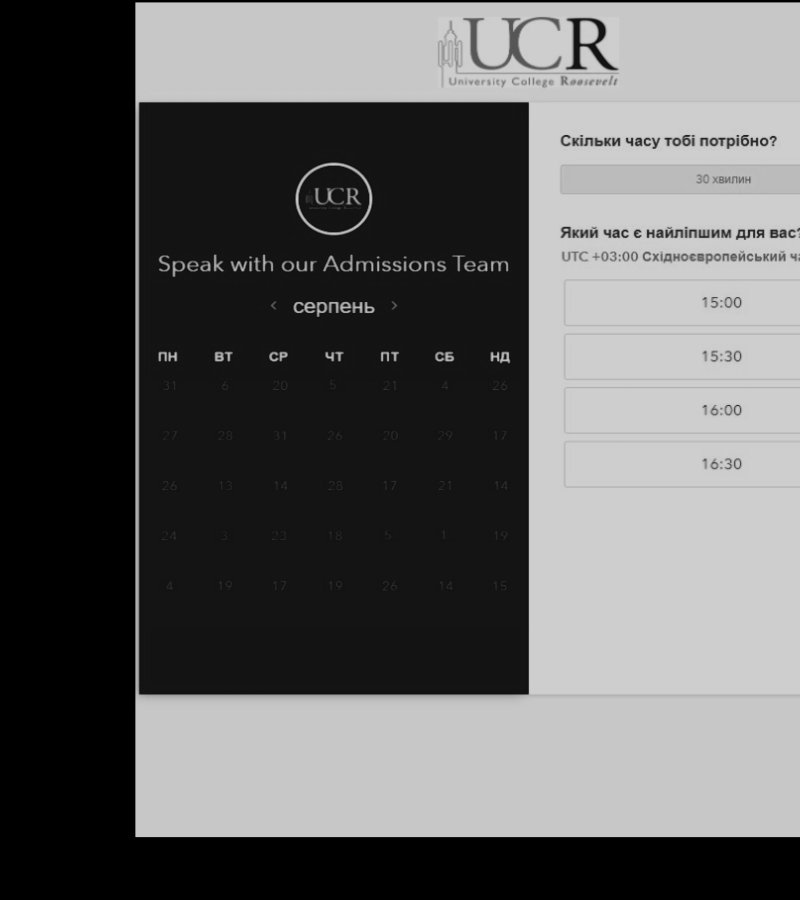 UCR
University College Roosevelt
UCR
Speak with our Admissions Team
< серпень >
ПН ВТ СР ЧТ ПТ СБ НД
31 6 20 5 21 4 26
27 28 31 26 20 29 17
26 13 14 28 17 21 14
24 3 23 18 5 1 19
4 19 17 19 26 14 15
Скільки часу тобі потрібно?
30 хвилин
Який час є найліпшим для вас?
UTC +03:00 Східноєвропейський ча
15:00
15:30
16:00
16:30